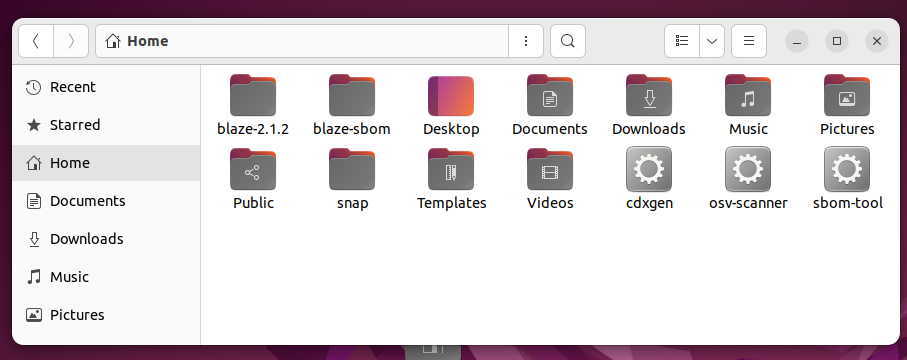 Home
Recent
Starred
Home
Documents
Downloads
Music
Pictures
blaze-2.1.2 blaze-sbom Desktop Documents Downloads Music Pictures
Public snap Templates Videos cdxgen osv-scanner sbom-tool